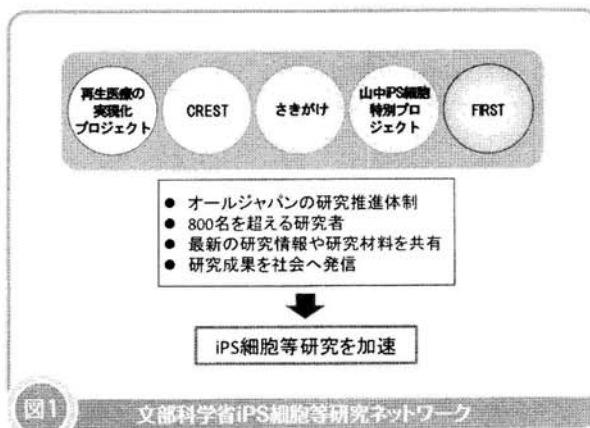 再生医療の
実現化
プロジェクト
CREST
さきがけ
山中iPS細胞
特別プロ
ジェクト
FIRST
● オールジャパンの研究推進体制
● 800名を超える研究者
● 最新の研究情報や研究材料を共有
● 研究成果を社会へ発信
iPS細胞等研究を加速
図1 文部科学省iPS細胞等研究ネットワーク